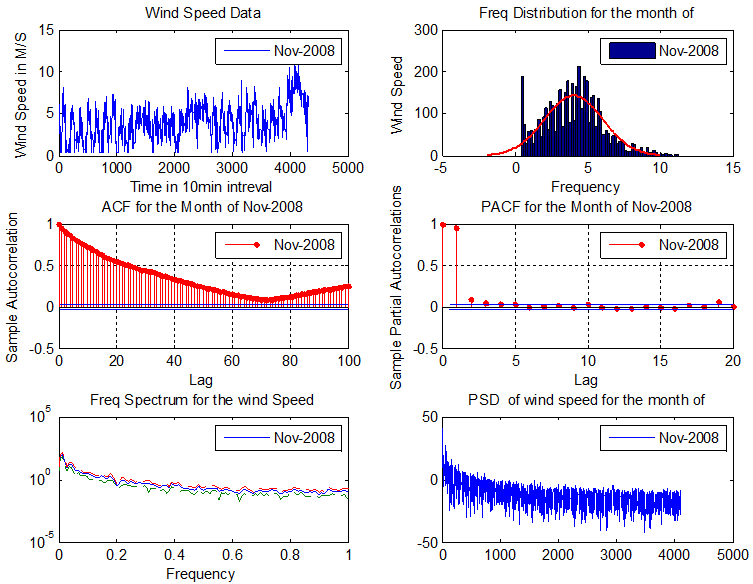 Wind Speed Data
Wind Speed in M/S
15
10
5
0
Nov-2008
0 1000 2000 3000 4000 5000
Time in 10min intreval
Freq Distribution for the month of
Wind Speed
300
200
100
0
Nov-2008
-5 0 5 10 15
Frequency
ACF for the Month of Nov-2008
Sample Autocorrelation
1
0.5
0
-0.5
Nov-2008
0 20 40 60 80 100
Lag
PACF for the Month of Nov-2008
Sample Partial Autocorrelations
1
0.5
0
-0.5
Nov-2008
0 5 10 15 20
Lag
Freq Spectrum for the wind Speed
10^5
10^0
10^-5
Nov-2008
0 0.2 0.4 0.6 0.8 1
Frequency
PSD of wind speed for the month of
50
0
-50
Nov-2008
0 1000 2000 3000 4000 5000